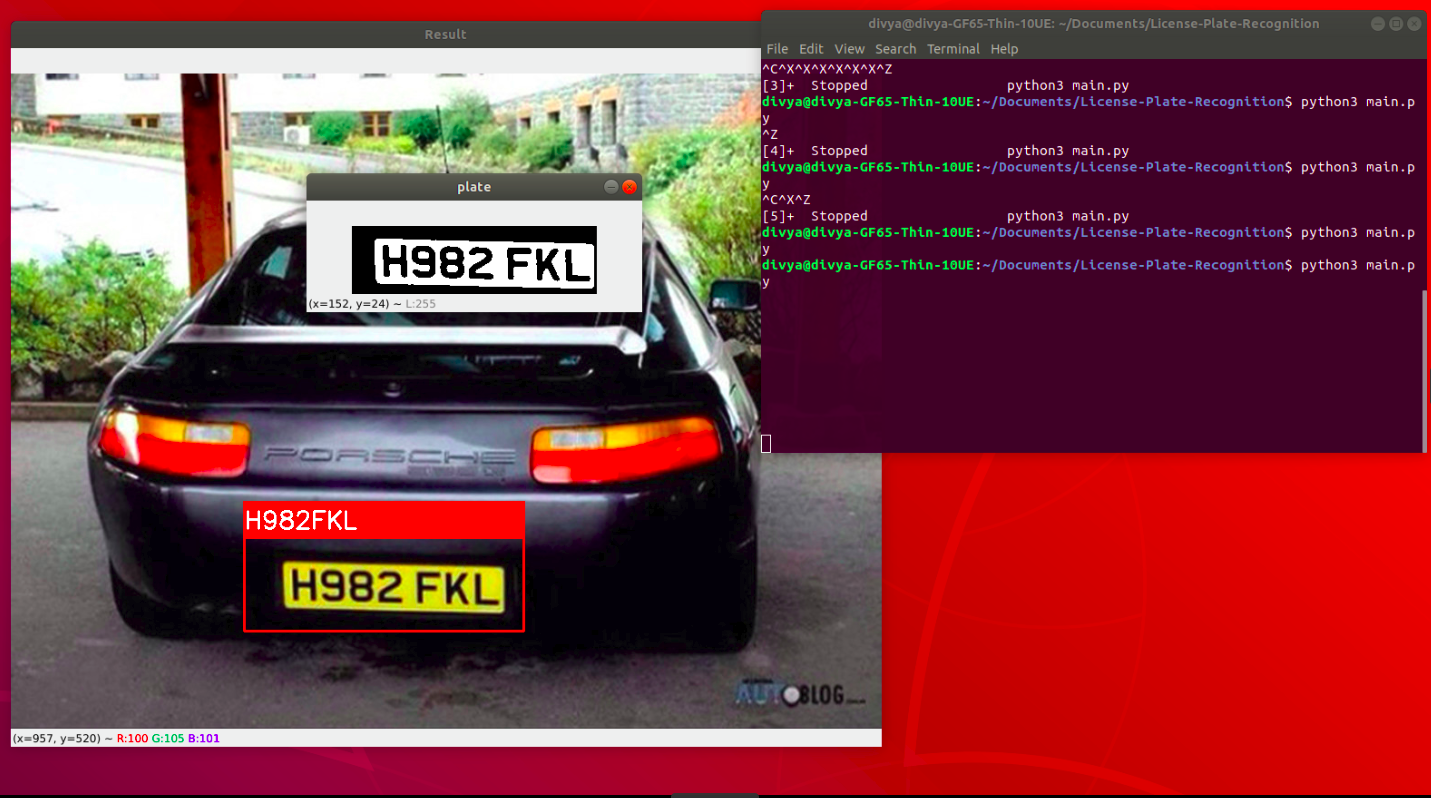 Result
plate
H982 FKL
(x=152, y=24) ~ L:255
PORSCHE
H982FKL
H982 FKL
AUTOBLOG
(x=957, y=520) ~ R:100 G:105 B:101
divya@divya-GF65-Thin-10UE: ~/Documents/License-Plate-Recognition
File Edit View Search Terminal Help
^C^X^X^X^X^X^X^Z
[3]+  Stopped                 python3 main.py
divya@divya-GF65-Thin-10UE:~/Documents/License-Plate-Recognition$ python3 main.p
y
^Z
[4]+  Stopped                 python3 main.py
divya@divya-GF65-Thin-10UE:~/Documents/License-Plate-Recognition$ python3 main.p
y
^C^X^Z
[5]+  Stopped                 python3 main.py
divya@divya-GF65-Thin-10UE:~/Documents/License-Plate-Recognition$ python3 main.p
y
divya@divya-GF65-Thin-10UE:~/Documents/License-Plate-Recognition$ python3 main.p
y